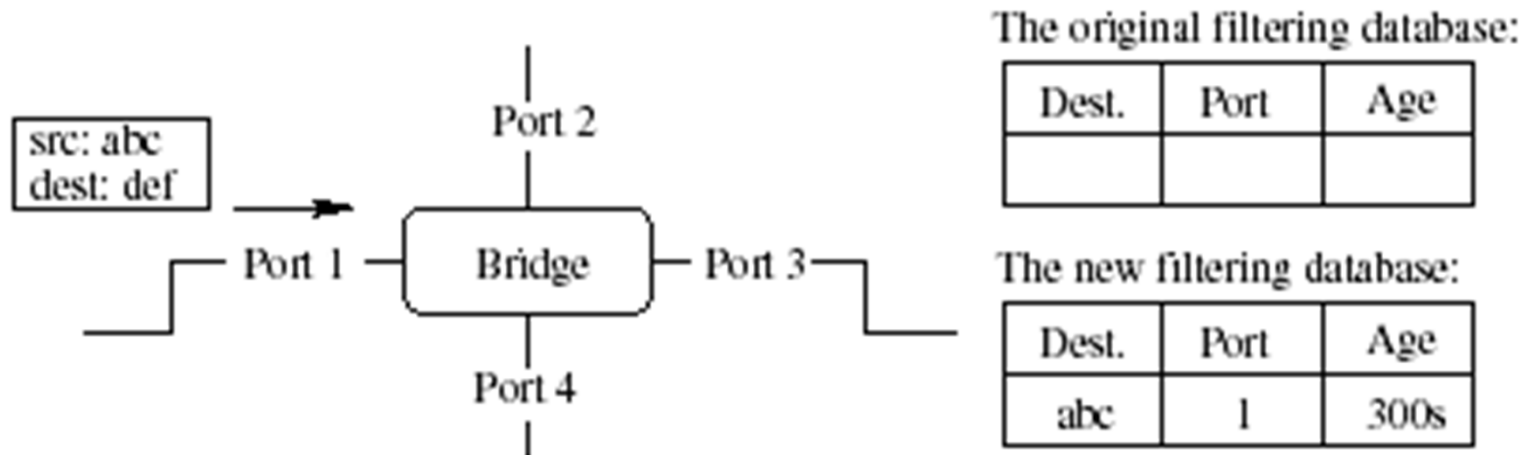 src: abc
dest: def
Port 2
Port 1
Bridge
Port 3
Port 4
The original filtering database:
Dest. Port Age
The new filtering database:
Dest. Port Age
abc 1 300s